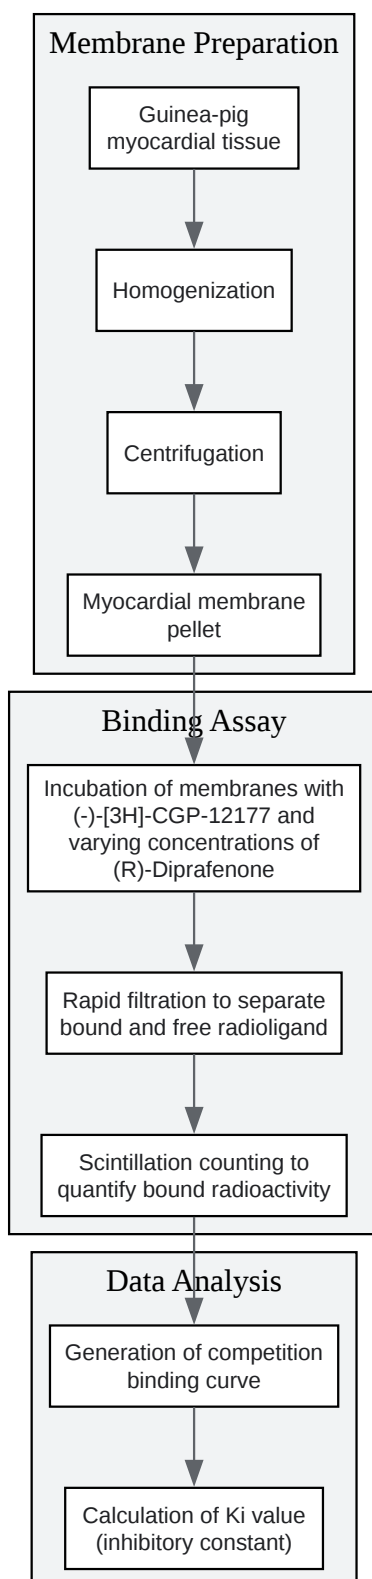 Membrane Preparation
Guinea-pig
myocardial tissue
Homogenization
Centrifugation
Myocardial membrane
pellet
Binding Assay
Incubation of membranes with
(-)-[3H]-CGP-12177 and
varying concentrations of
(R)-Diprafenone
Rapid filtration to separate
bound and free radioligand
Scintillation counting to
quantify bound radioactivity
Data Analysis
Generation of competition
binding curve
Calculation of Ki value
(inhibitory constant)